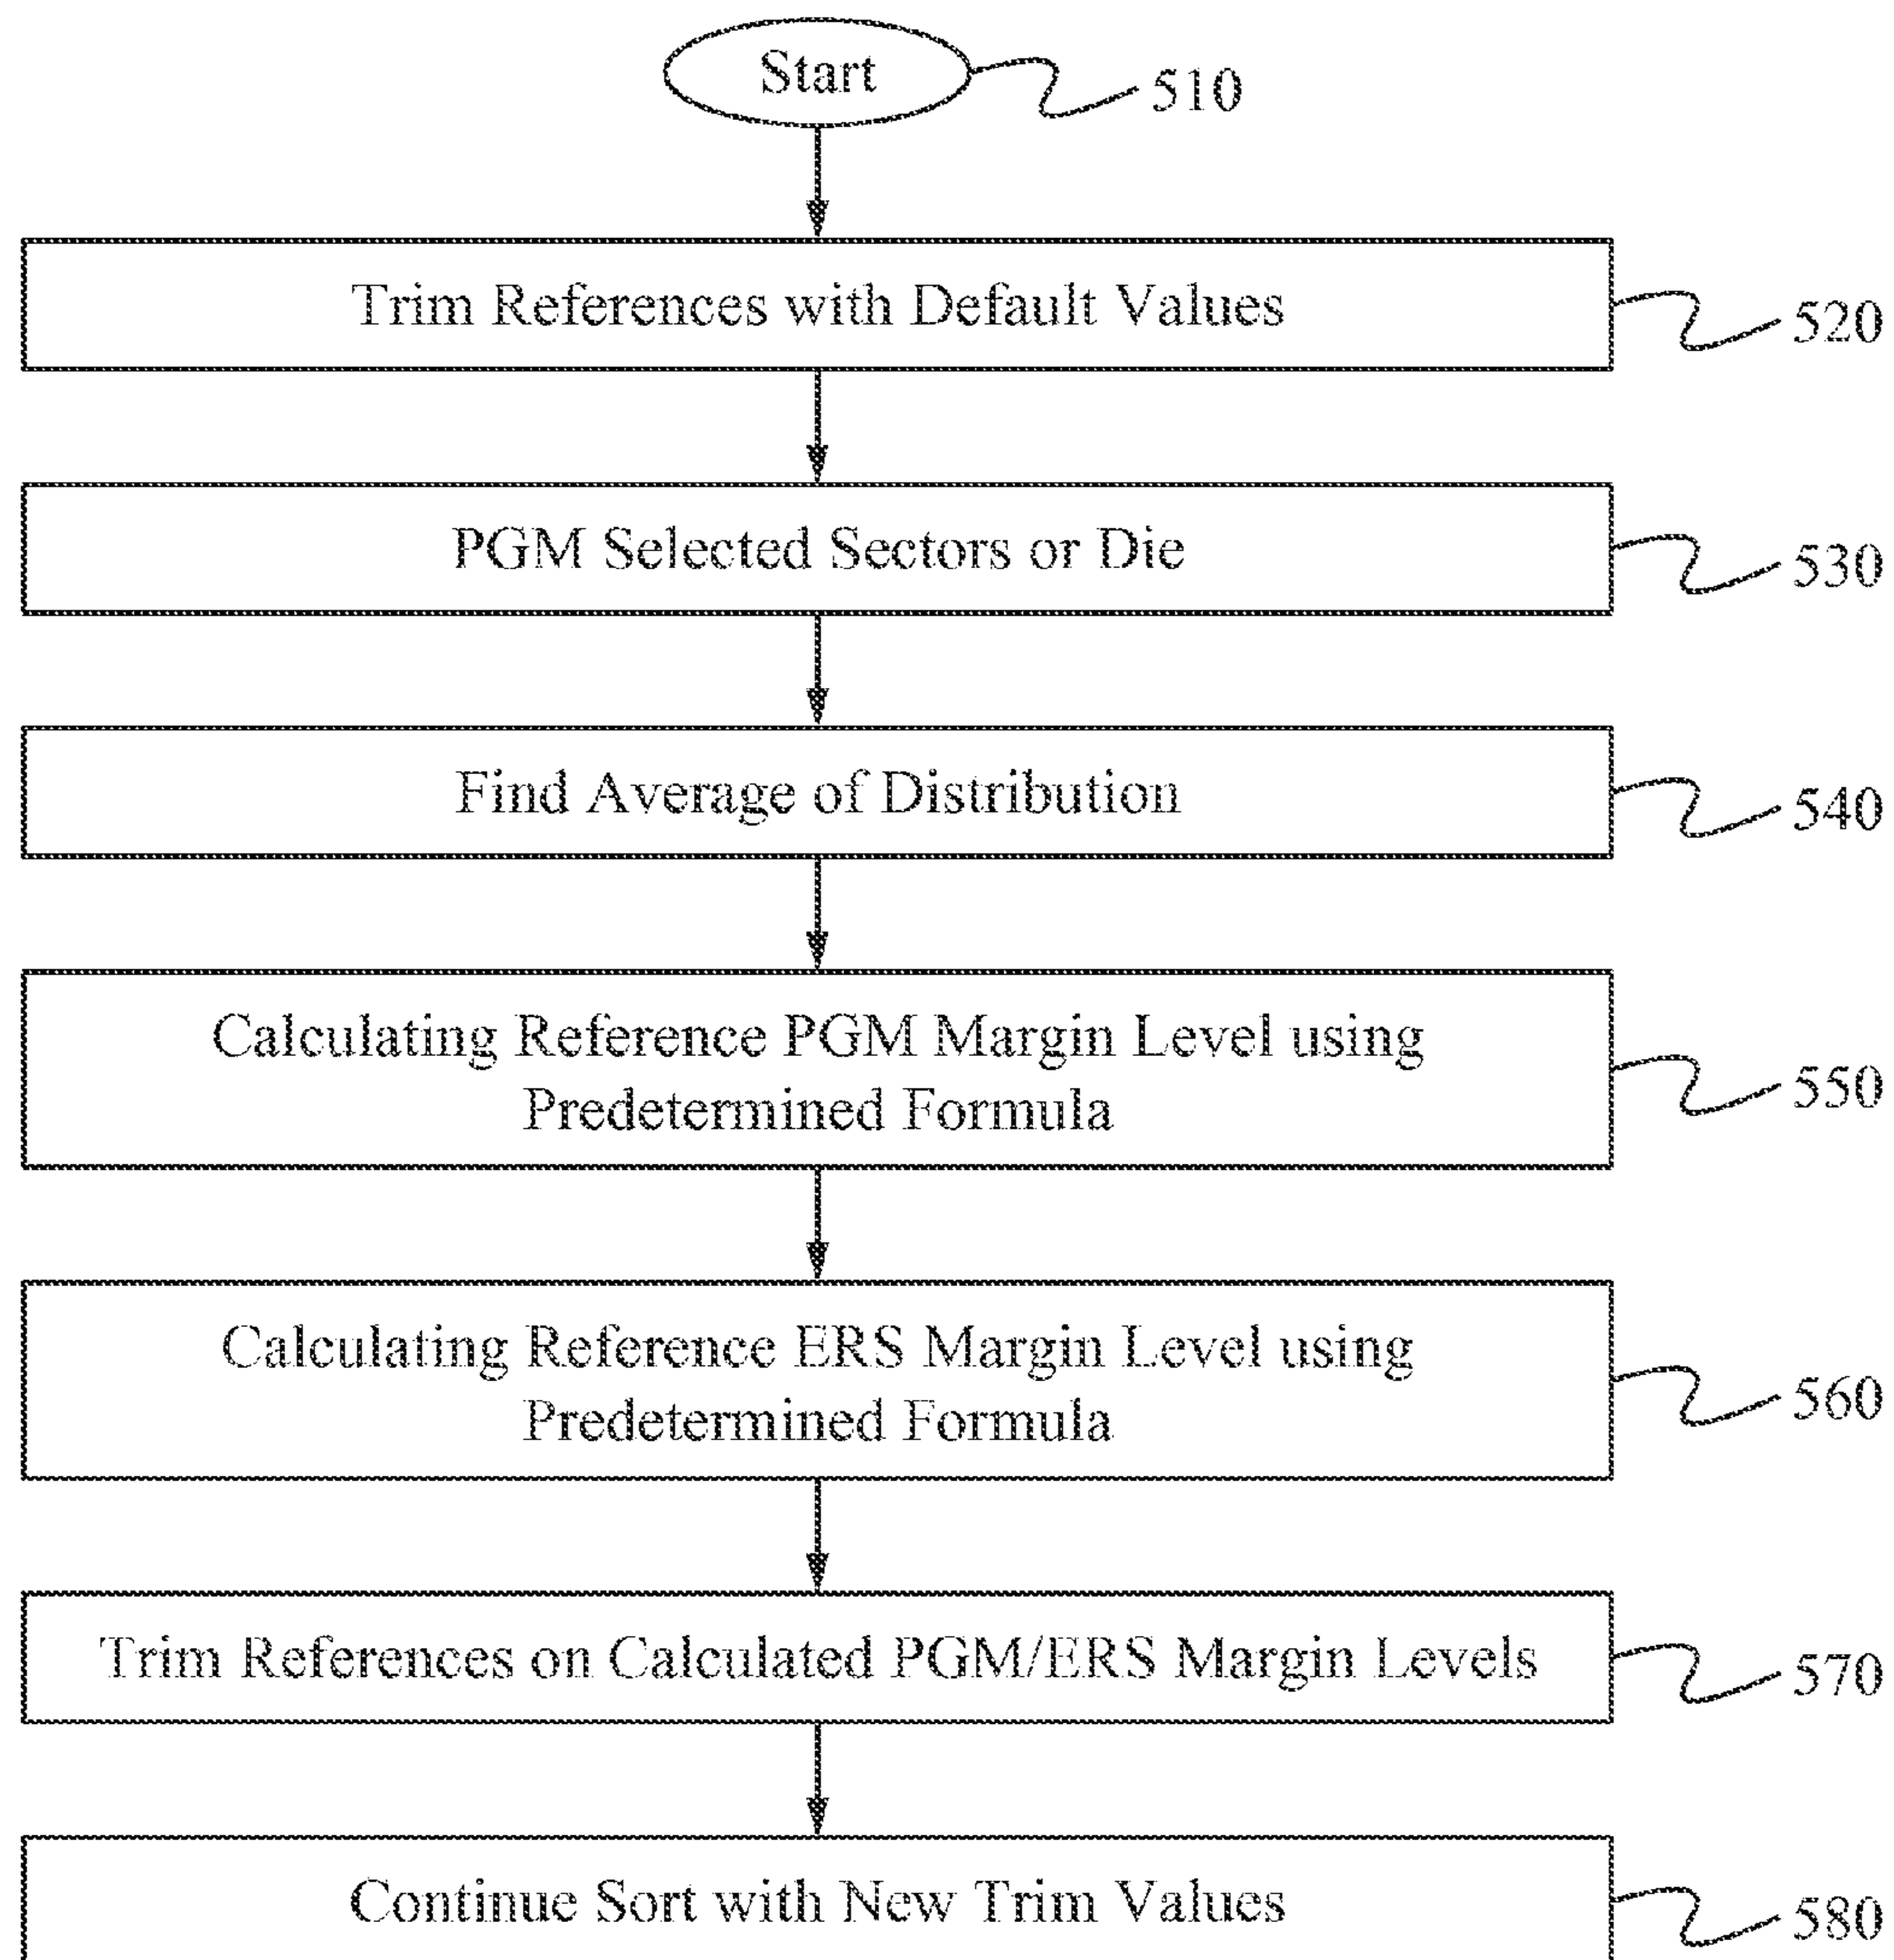 Start
510
Trim References with Default Values
520
PGM Selected Sectors or Die
530
Find Average of Distribution
540
Calculating Reference PGM Margin Level using
Predetermined Formula
550
Calculating Reference ERS Margin Level using
Predetermined Formula
560
Trim References on Calculated PGM/ERS Margin Levels
570
Continue Sort with New Trim Values
580